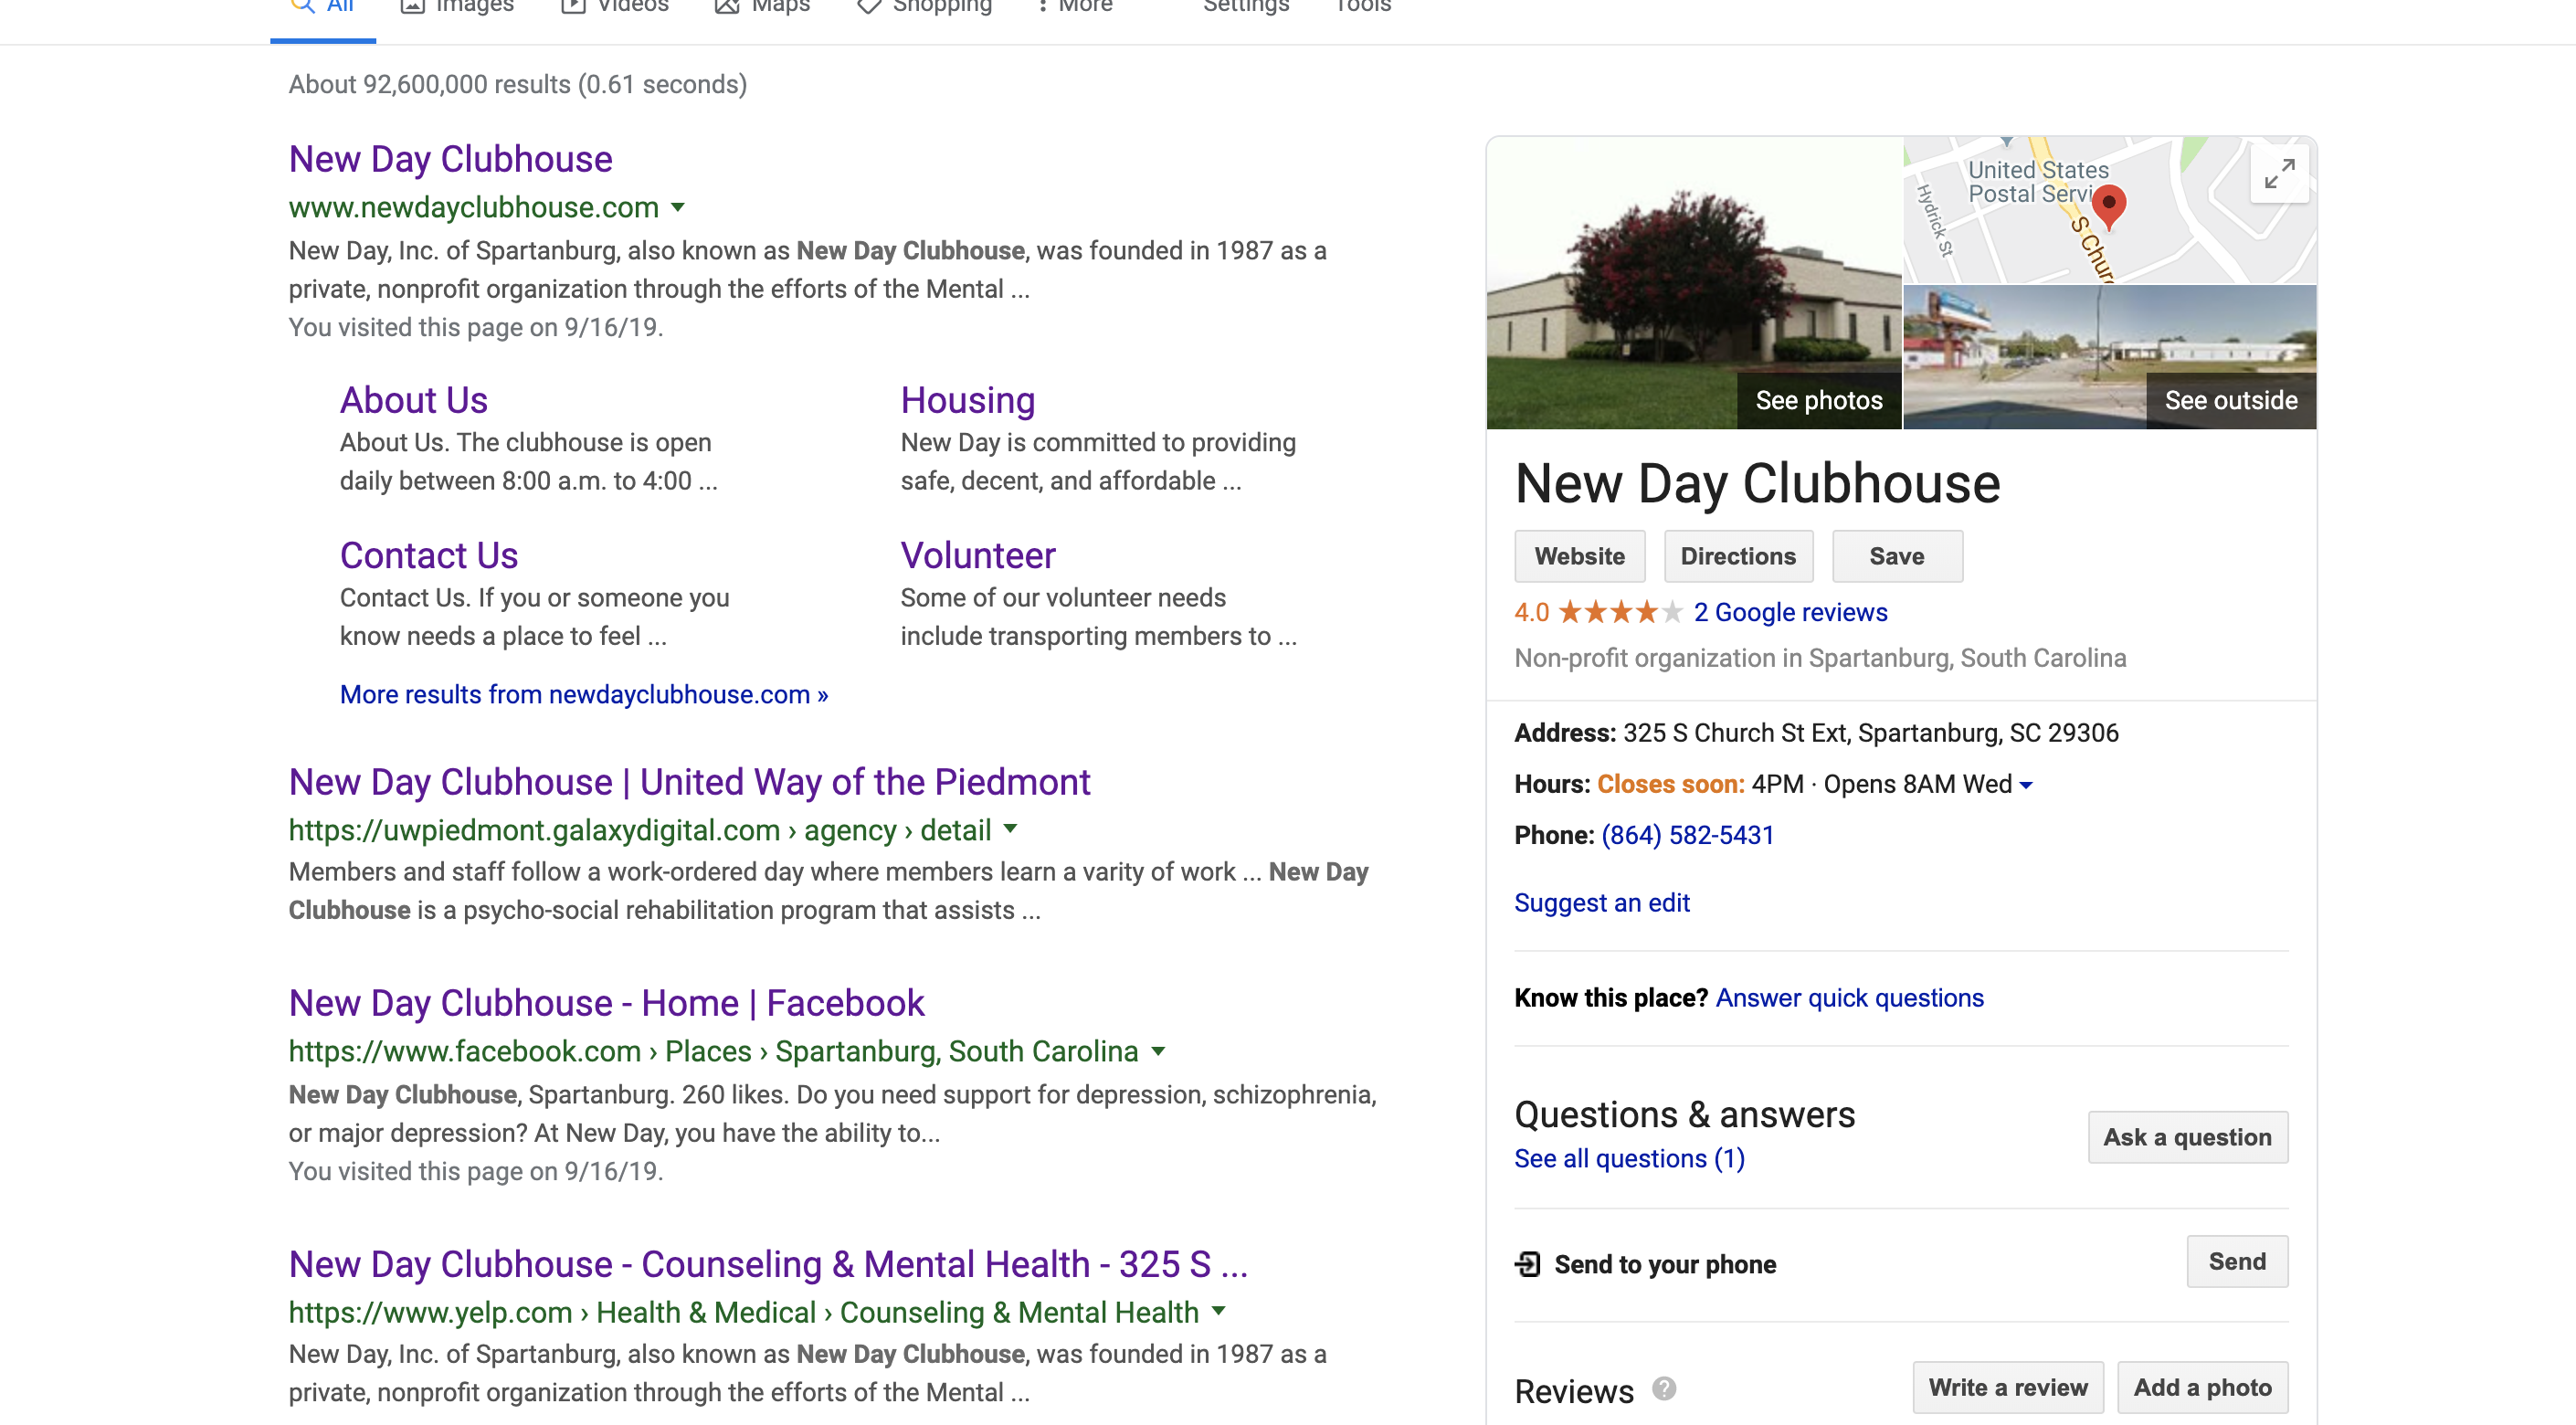 All Images Videos Maps Shopping More Settings Tools
About 92,600,000 results (0.61 seconds)
New Day Clubhouse
www.newdayclubhouse.com
New Day, Inc. of Spartanburg, also known as New Day Clubhouse, was founded in 1987 as a
private, nonprofit organization through the efforts of the Mental ...
You visited this page on 9/16/19.
About Us
About Us. The clubhouse is open
daily between 8:00 a.m. to 4:00 ...
Housing
New Day is committed to providing
safe, decent, and affordable ...
Contact Us
Contact Us. If you or someone you
know needs a place to feel ...
Volunteer
Some of our volunteer needs
include transporting members to ...
More results from newdayclubhouse.com »
New Day Clubhouse | United Way of the Piedmont
https://uwpiedmont.galaxydigital.com › agency › detail
Members and staff follow a work-ordered day where members learn a varity of work ... New Day
Clubhouse is a psycho-social rehabilitation program that assists ...
New Day Clubhouse - Home | Facebook
https://www.facebook.com › Places › Spartanburg, South Carolina
New Day Clubhouse, Spartanburg. 260 likes. Do you need support for depression, schizophrenia,
or major depression? At New Day, you have the ability to...
You visited this page on 9/16/19.
New Day Clubhouse - Counseling & Mental Health - 325 S ...
https://www.yelp.com › Health & Medical › Counseling & Mental Health
New Day, Inc. of Spartanburg, also known as New Day Clubhouse, was founded in 1987 as a
private, nonprofit organization through the efforts of the Mental ...
United States
Postal Servi
Hydrick St
S Churc
See photos
See outside
New Day Clubhouse
Website Directions Save
4.0 2 Google reviews
Non-profit organization in Spartanburg, South Carolina
Address: 325 S Church St Ext, Spartanburg, SC 29306
Hours: Closes soon: 4PM · Opens 8AM Wed
Phone: (864) 582-5431
Suggest an edit
Know this place? Answer quick questions
Questions & answers
See all questions (1)
Ask a question
Send to your phone
Send
Reviews ?
Write a review Add a photo